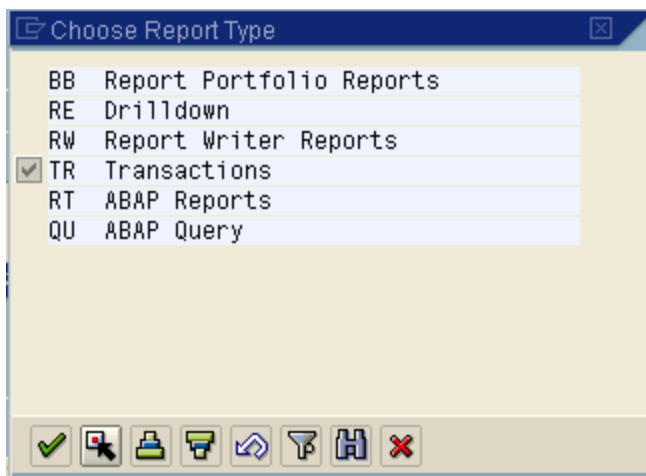 Choose Report Type
BB Report Portfolio Reports
RE Drilldown
RW Report Writer Reports
TR Transactions
RT ABAP Reports
QU ABAP Query